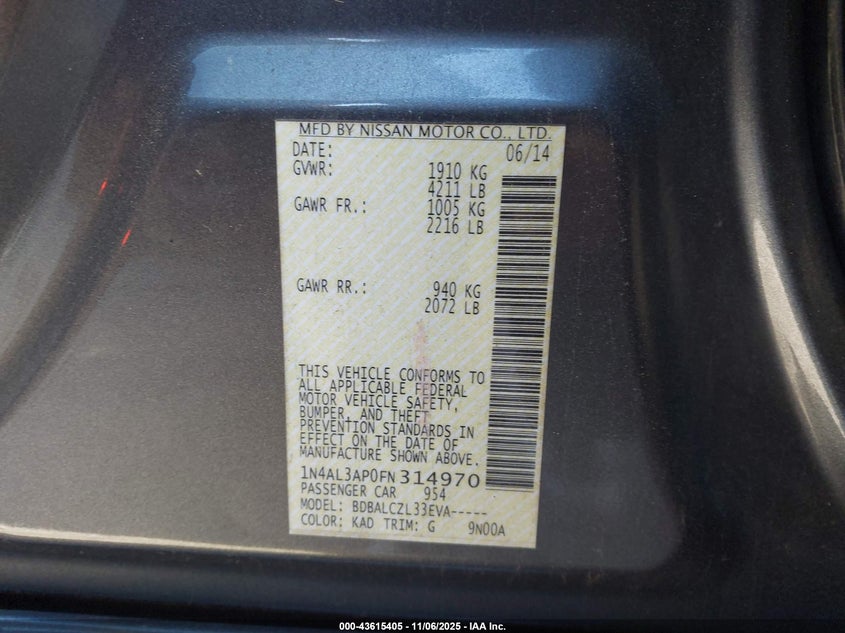 MFD BY NISSAN MOTOR CO., LTD.
DATE: 06/14
GVWR: 1910 KG
4211 LB
GAWR FR.: 1005 KG
2216 LB
GAWR RR.: 940 KG
2072 LB
THIS VEHICLE CONFORMS TO
ALL APPLICABLE FEDERAL
MOTOR VEHICLE SAFETY,
BUMPER, AND THEFT
PREVENTION STANDARDS IN
EFFECT ON THE DATE OF
MANUFACTURE SHOWN ABOVE.
1N4AL3AP0FN314970
PASSENGER CAR 954
MODEL: BDBALCZL33EVA-----
COLOR: KAD TRIM: G 9N00A
000-43615405 - 11/06/2025 - IAA Inc.